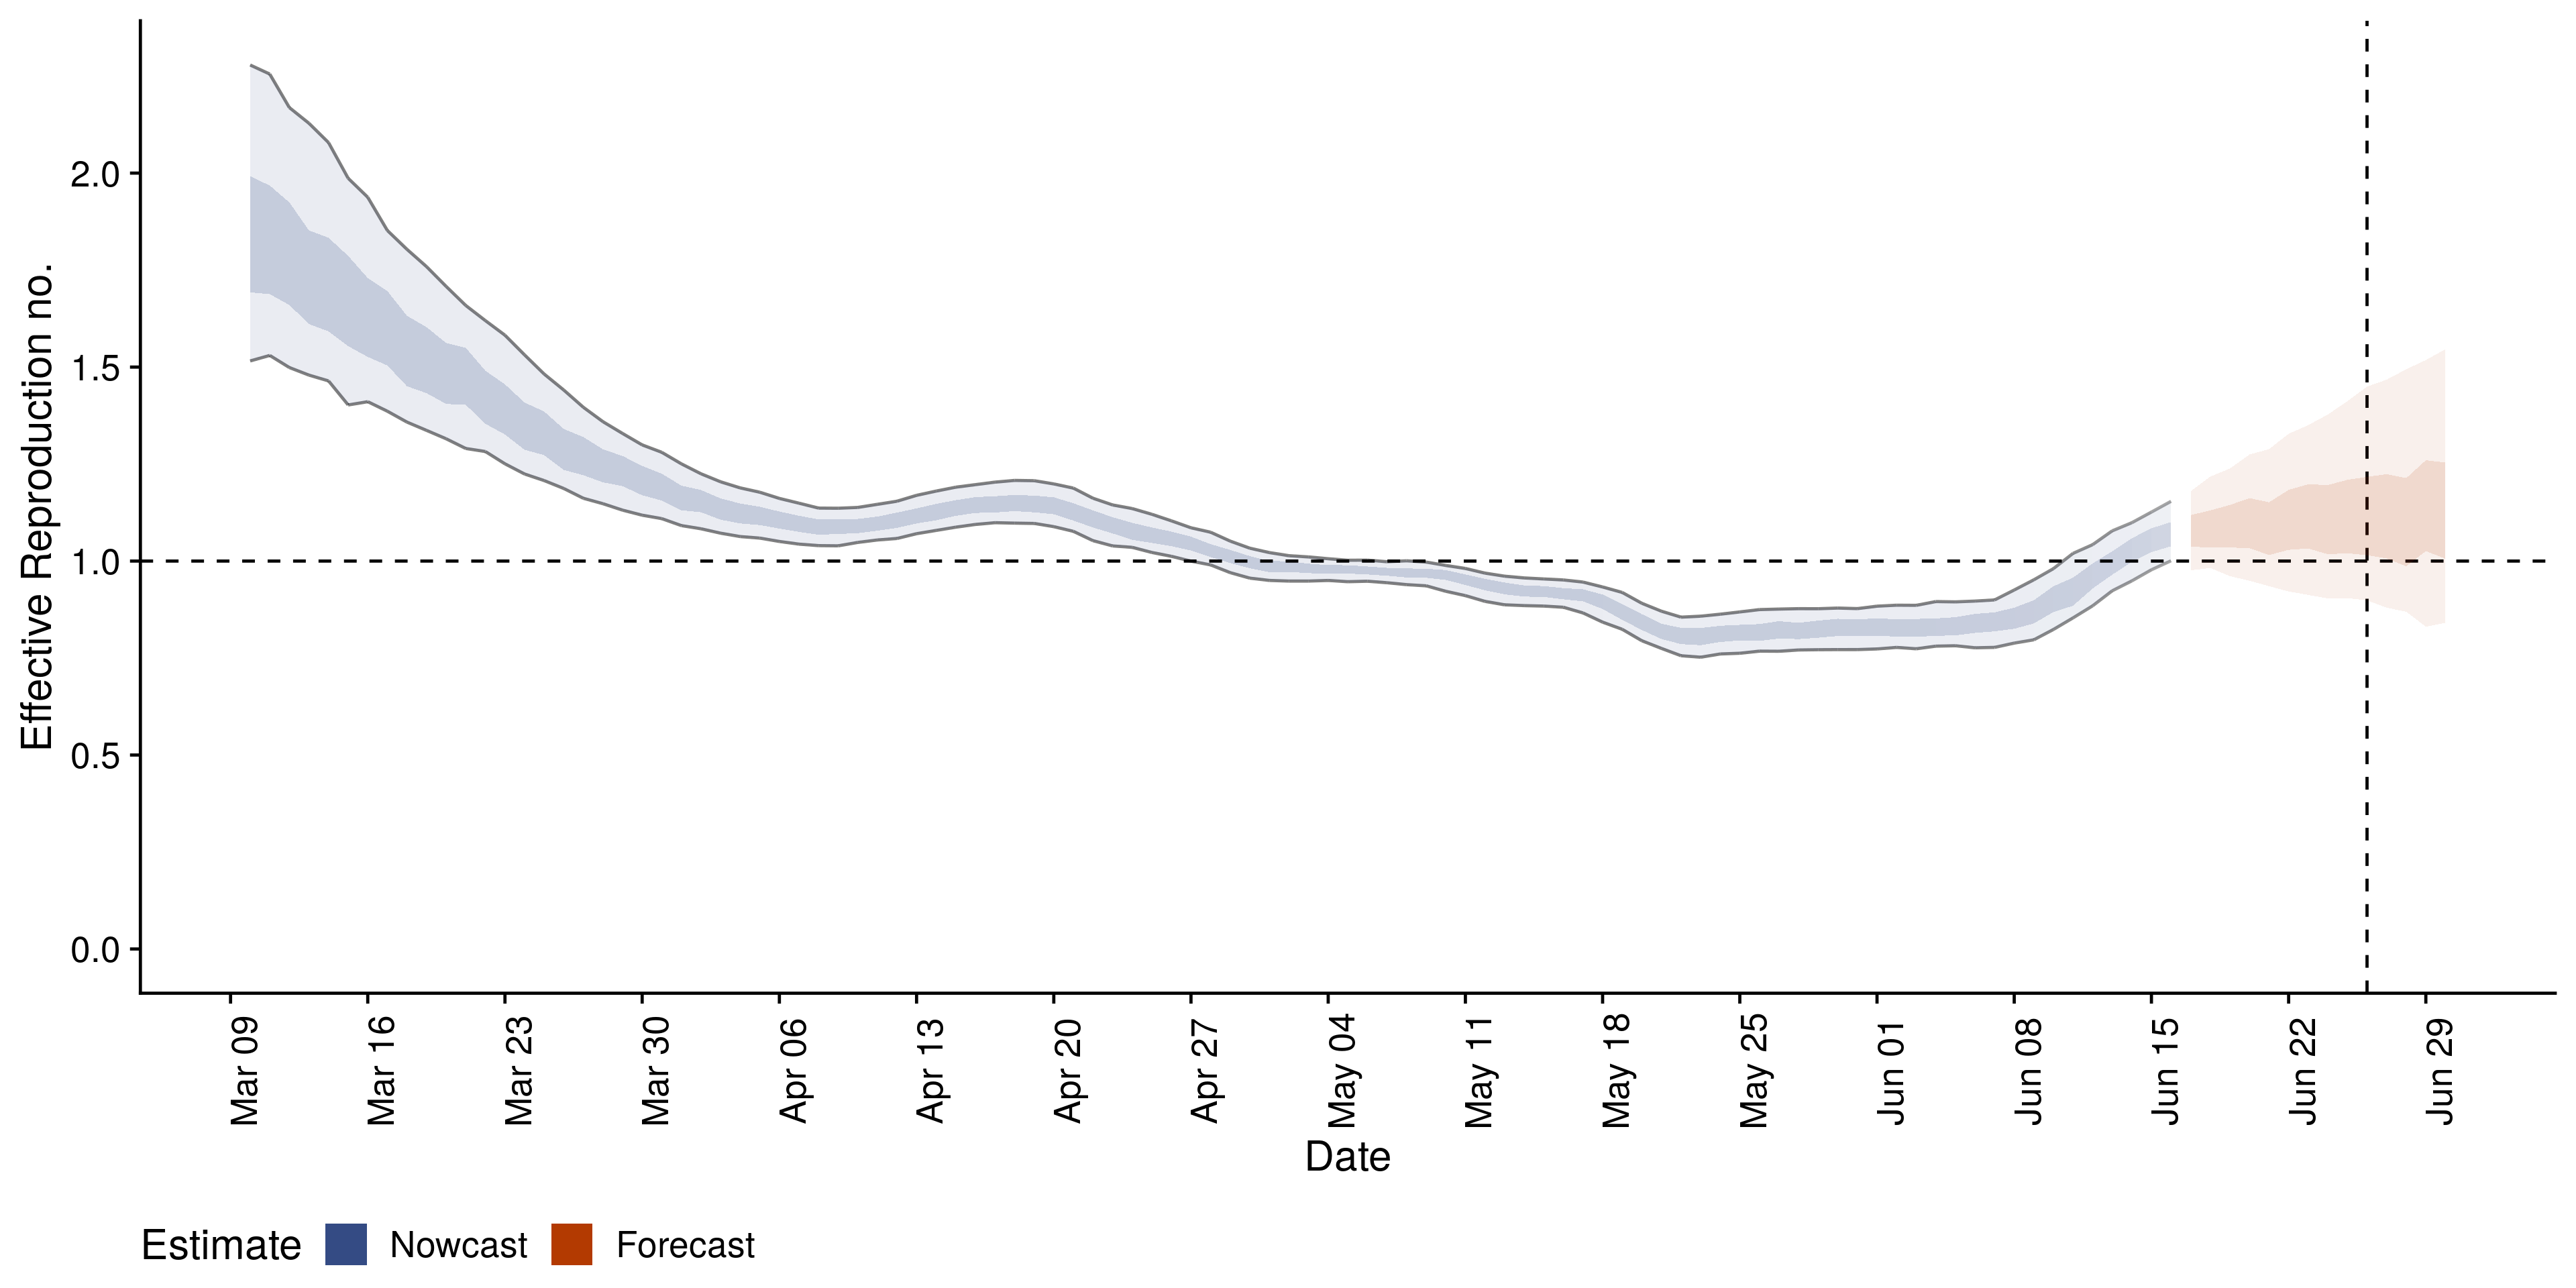 Effective Reproduction no.
2.0
1.5
1.0
0.5
0.0
Mar 09
Mar 16
Mar 23
Mar 30
Apr 06
Apr 13
Apr 20
Apr 27
May 04
May 11
May 18
May 25
Jun 01
Jun 08
Jun 15
Jun 22
Jun 29
Date
Estimate Nowcast Forecast